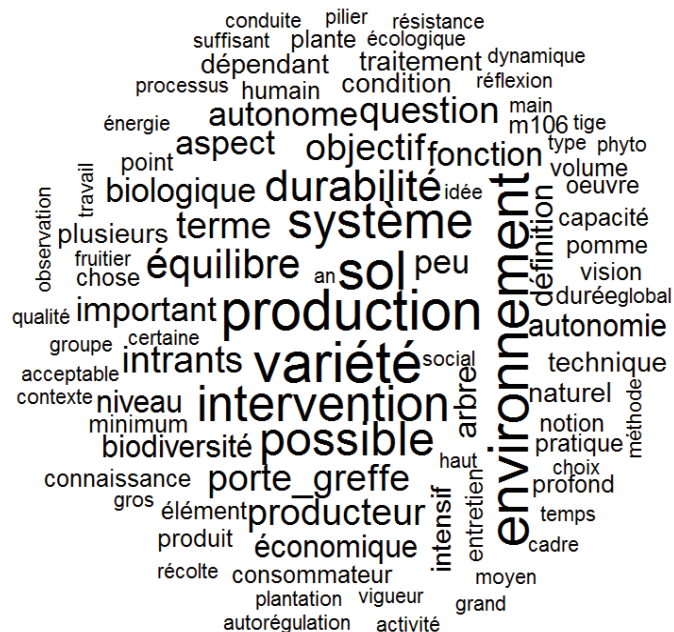 conduite pilier résistance
suffisant plante écologique
dépendant traitement dynamique
processus humain condition réflexion
énergie autonome question main
m106 tige
aspect objectif fonction type phyto
point volume
travail biologique durabilité idée oeuvre
observation plusieurs terme système définition capacité
fruitier pomme
chose équilibre an sol peu vision
qualité important production environnement durée global
groupe certaine autonomie
acceptable intrants variété social technique
contexte niveau intervention arbre naturel
minimum notion méthode
biodiversité possible pratique
connaissance porte_greffe haut choix
gros profond
élément producteur intensif entretien temps
produit économique cadre
récolte consommateur moyen
plantation vigueur grand
autorégulation activité